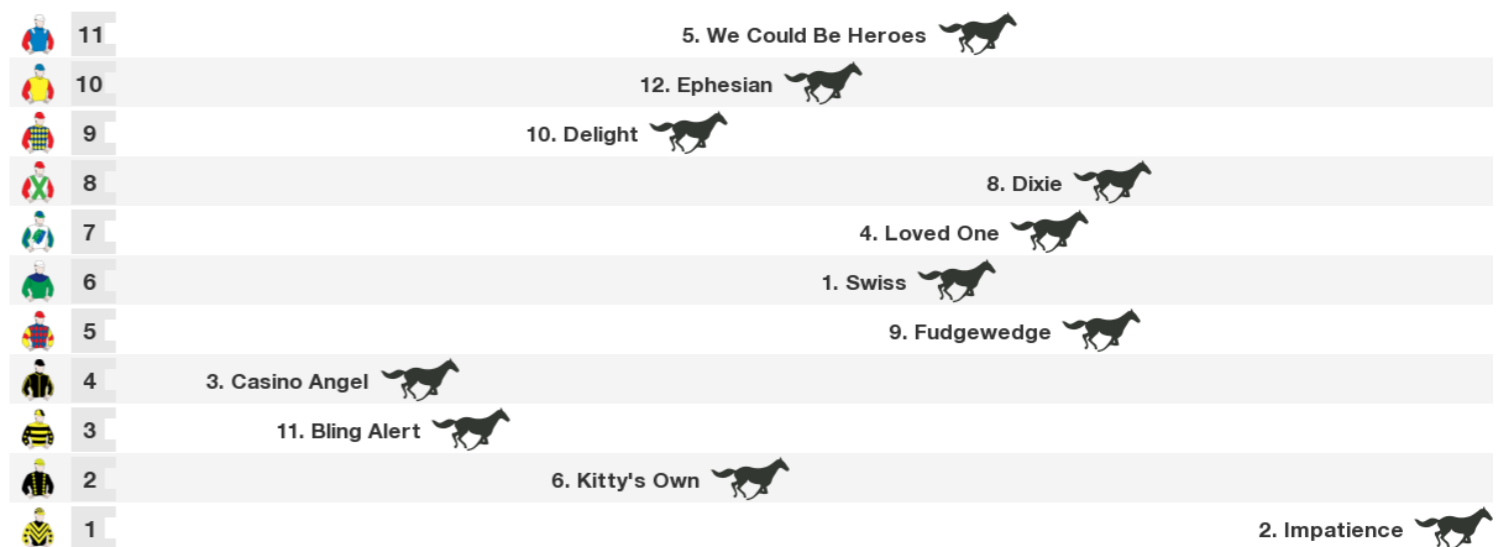 11 5. We Could Be Heroes
10 12. Ephesian
9 10. Delight
8 8. Dixie
7 4. Loved One
6 1. Swiss
5 9. Fudgewedge
4 3. Casino Angel
3 11. Bling Alert
2 6. Kitty's Own
1 2. Impatience